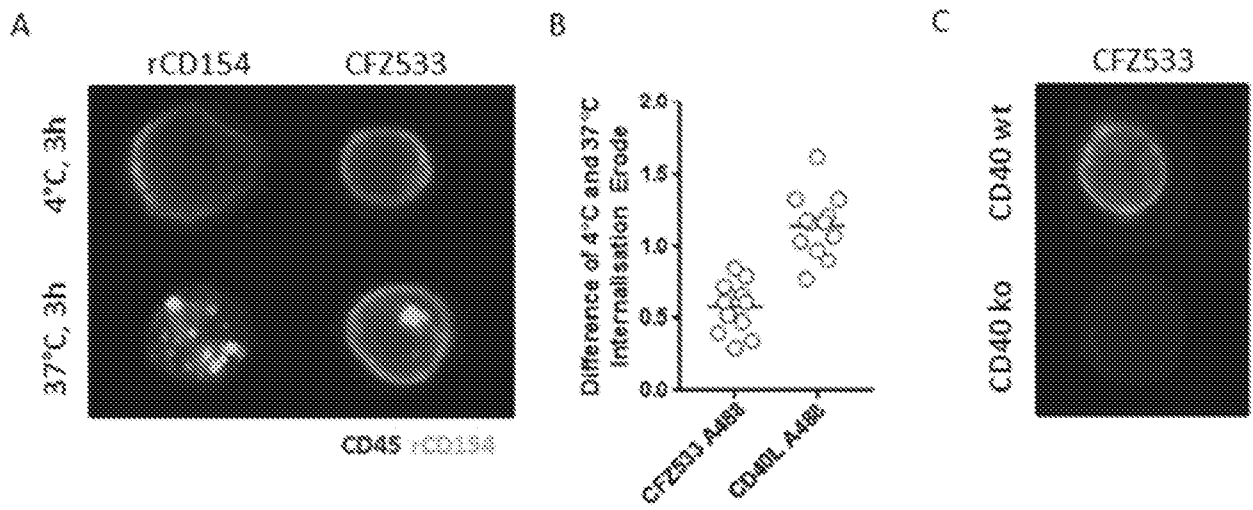 A
B
C
rCD154
CFZ533
CFZ533
4°C, 3h
37°C, 3h
CD45 rCD154
Difference of 4°C and 37°C
Internalisation Erode
2.0
1.5
1.0
0.5
0.0
CFZ533 A488
CD40L A488
CD40 wt
CD40 ko